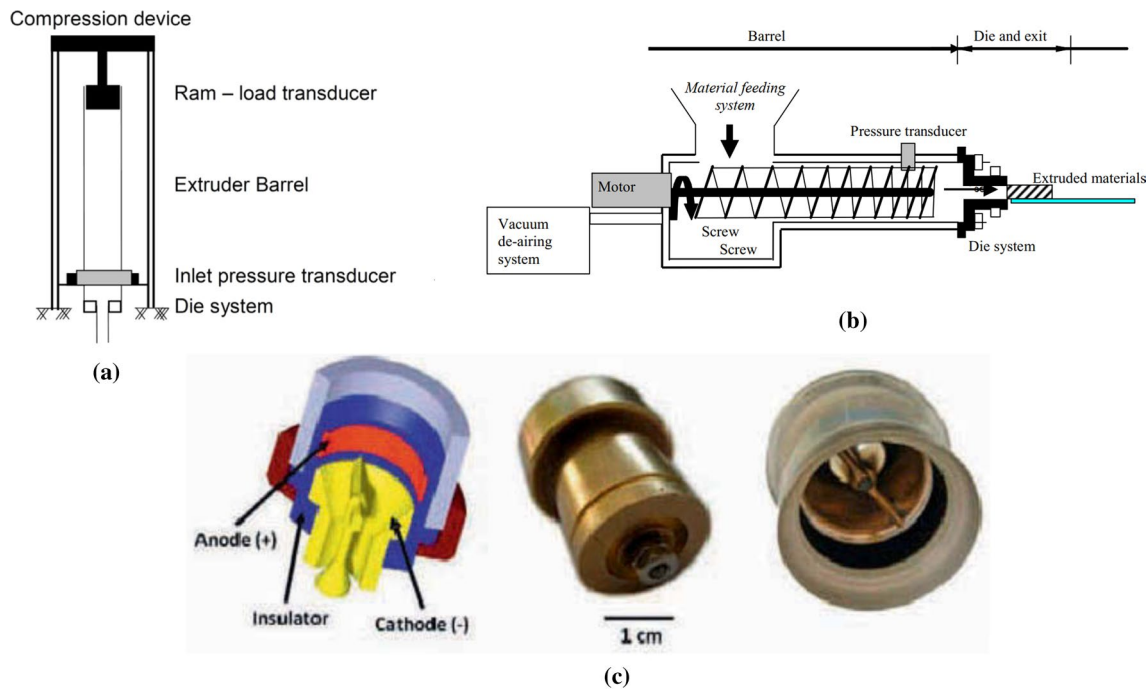 Compression device
Ram – load transducer
Extruder Barrel
Inlet pressure transducer
Die system
(a)
Barrel
Die and exit
Material feeding
system
Pressure transducer
Motor
Extruded materials
Vacuum
de-airing
system
Screw
Screw
Die system
(b)
Anode (+)
Insulator
Cathode (-)
1 cm
(c)